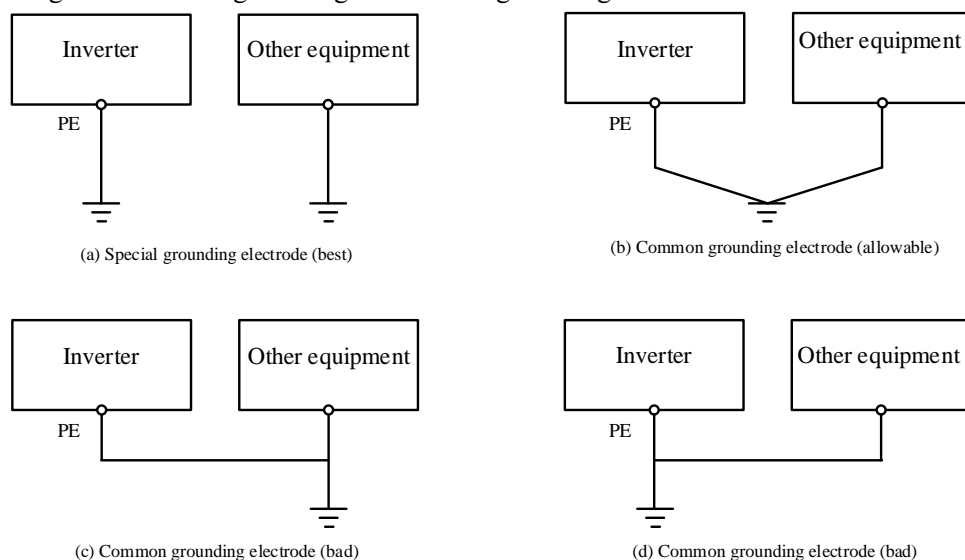 Inverter
Other equipment
PE
(a) Special grounding electrode (best)
Inverter
Other equipment
PE
(b) Common grounding electrode (allowable)
Inverter
Other equipment
PE
(c) Common grounding electrode (bad)
Inverter
Other equipment
PE
(d) Common grounding electrode (bad)